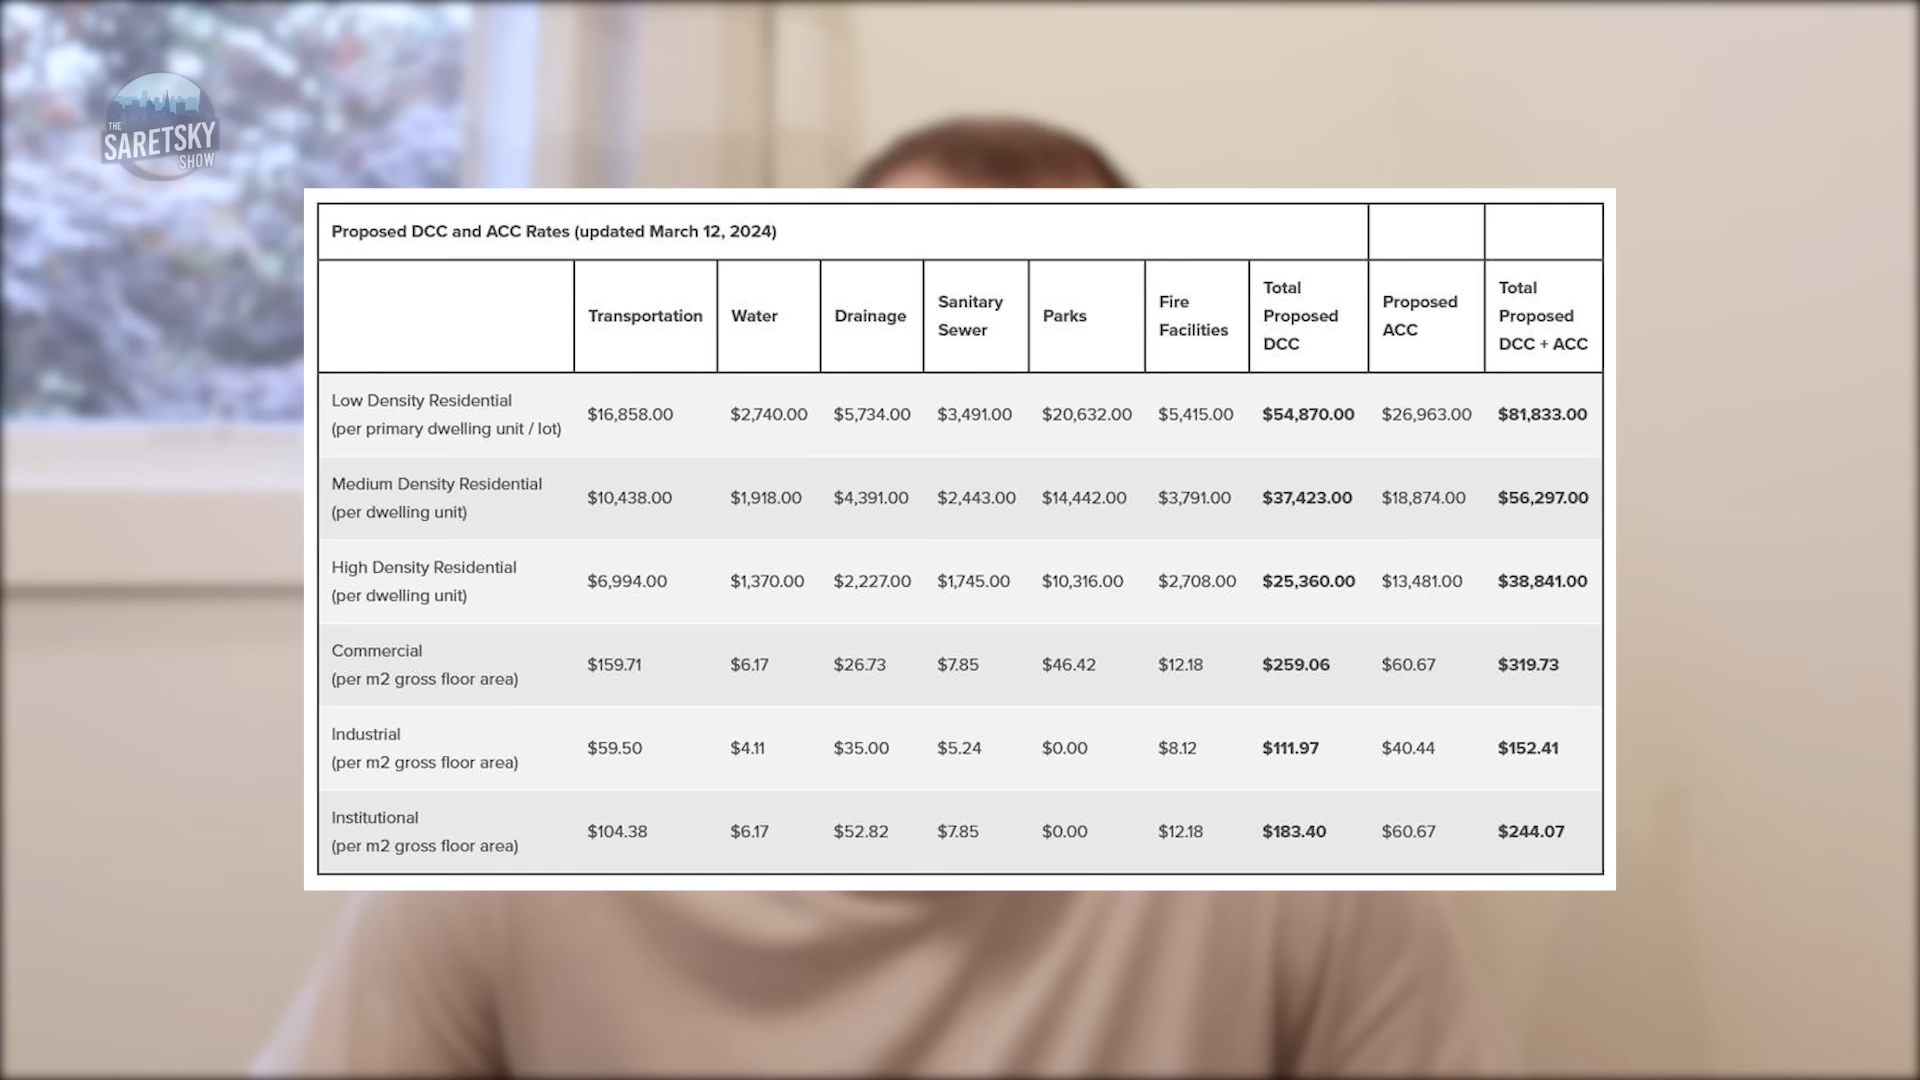 THE
SARETSKY
SHOW
Proposed DCC and ACC Rates (updated March 12, 2024)
Transportation Water Drainage Sanitary Sewer Parks Fire Facilities Total Proposed DCC Proposed ACC Total Proposed DCC + ACC
Low Density Residential
(per primary dwelling unit / lot)
$16,858.00 $2,740.00 $5,734.00 $3,491.00 $20,632.00 $5,415.00 $54,870.00 $26,963.00 $81,833.00
Medium Density Residential
(per dwelling unit)
$10,438.00 $1,918.00 $4,391.00 $2,443.00 $14,442.00 $3,791.00 $37,423.00 $18,874.00 $56,297.00
High Density Residential
(per dwelling unit)
$6,994.00 $1,370.00 $2,227.00 $1,745.00 $10,316.00 $2,708.00 $25,360.00 $13,481.00 $38,841.00
Commercial
(per m2 gross floor area)
$159.71 $6.17 $26.73 $7.85 $46.42 $12.18 $259.06 $60.67 $319.73
Industrial
(per m2 gross floor area)
$59.50 $4.11 $35.00 $5.24 $0.00 $8.12 $111.97 $40.44 $152.41
Institutional
(per m2 gross floor area)
$104.38 $6.17 $52.82 $7.85 $0.00 $12.18 $183.40 $60.67 $244.07